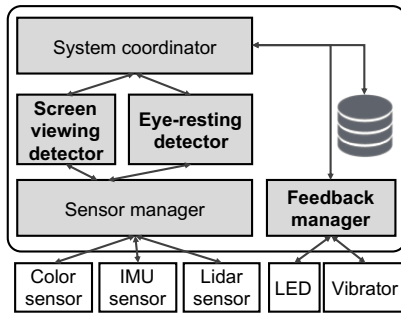 System coordinator
Screen
viewing
detector
Eye-resting
detector
Sensor manager
Feedback
manager
Color
sensor
IMU
sensor
Lidar
sensor
LED
Vibrator